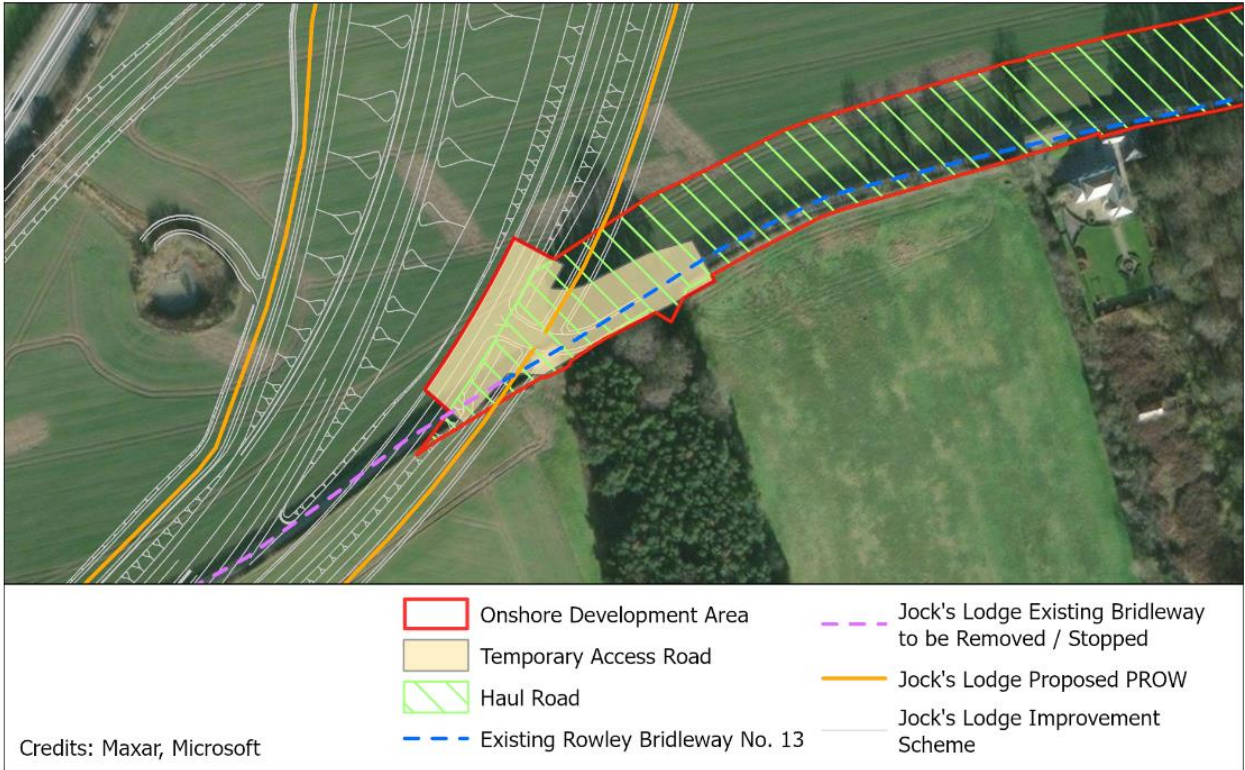 Onshore Development Area
Temporary Access Road
Haul Road
Existing Rowley Bridleway No. 13
Jock's Lodge Existing Bridleway
to be Removed / Stopped
Jock's Lodge Proposed PROW
Jock's Lodge Improvement
Scheme
Credits: Maxar, Microsoft